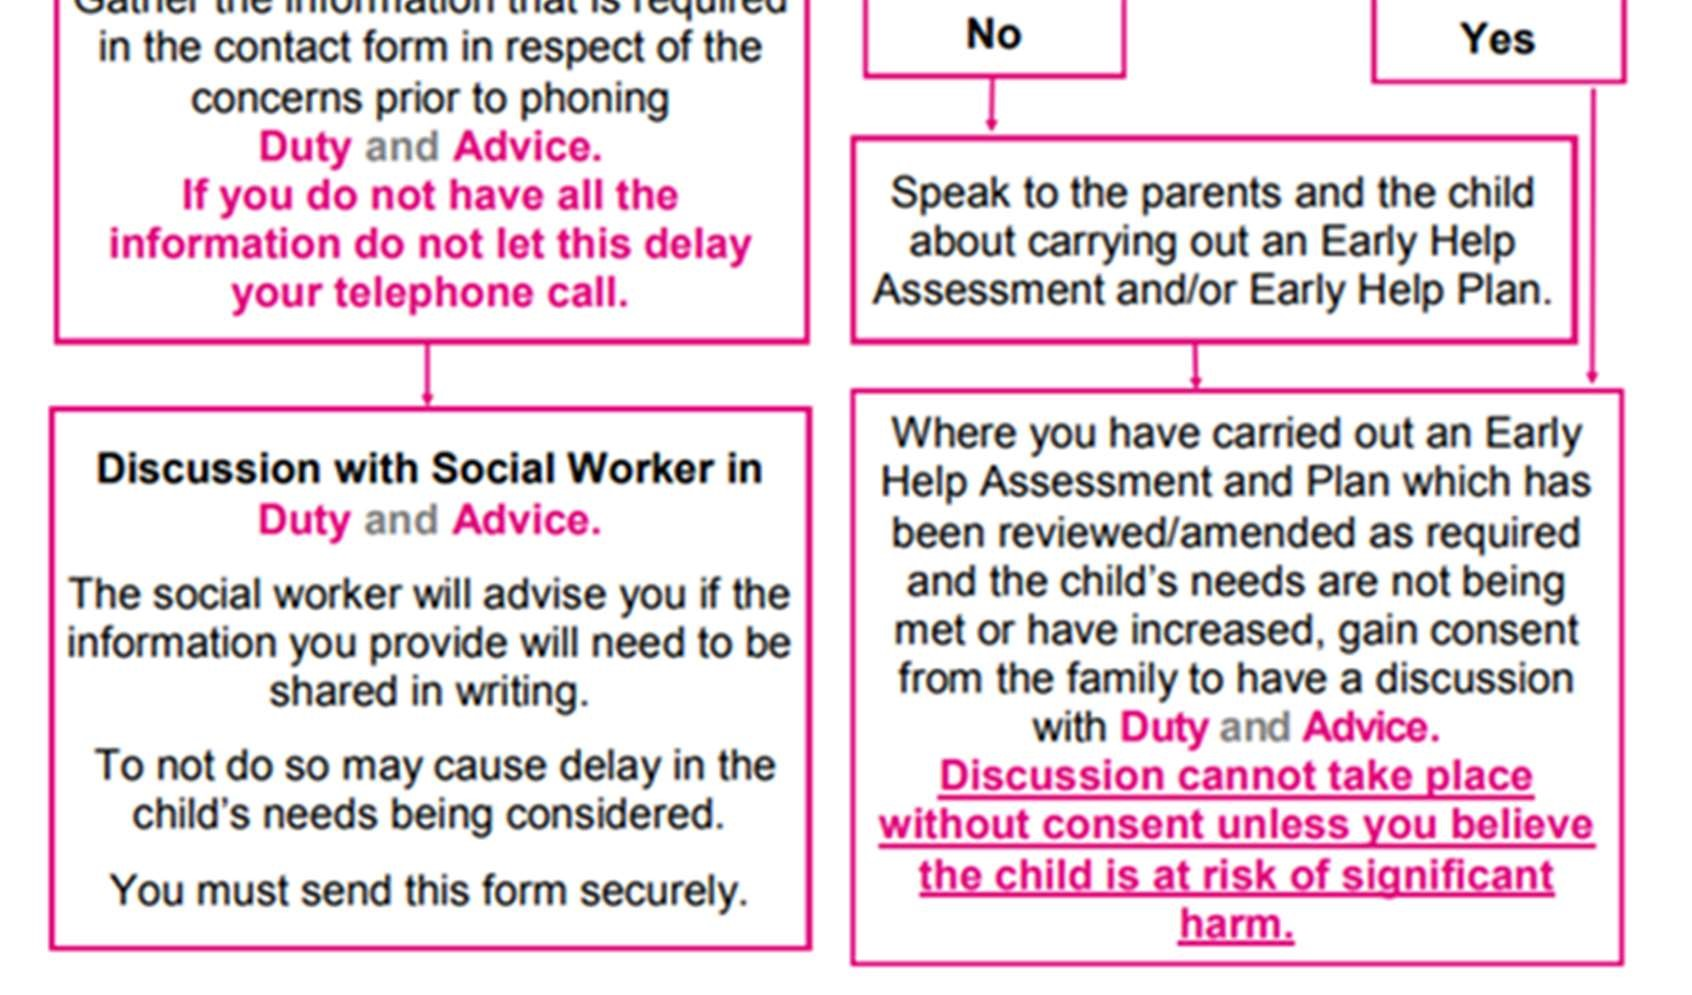 Gather the information that is required
in the contact form in respect of the
concerns prior to phoning
Duty and Advice.
If you do not have all the
information do not let this delay
your telephone call.
Discussion with Social Worker in
Duty and Advice.
The social worker will advise you if the
information you provide will need to be
shared in writing.
To not do so may cause delay in the
child’s needs being considered.
You must send this form securely.
No
Yes
Speak to the parents and the child
about carrying out an Early Help
Assessment and/or Early Help Plan.
Where you have carried out an Early
Help Assessment and Plan which has
been reviewed/amended as required
and the child’s needs are not being
met or have increased, gain consent
from the family to have a discussion
with Duty and Advice.
Discussion cannot take place
without consent unless you believe
the child is at risk of significant
harm.